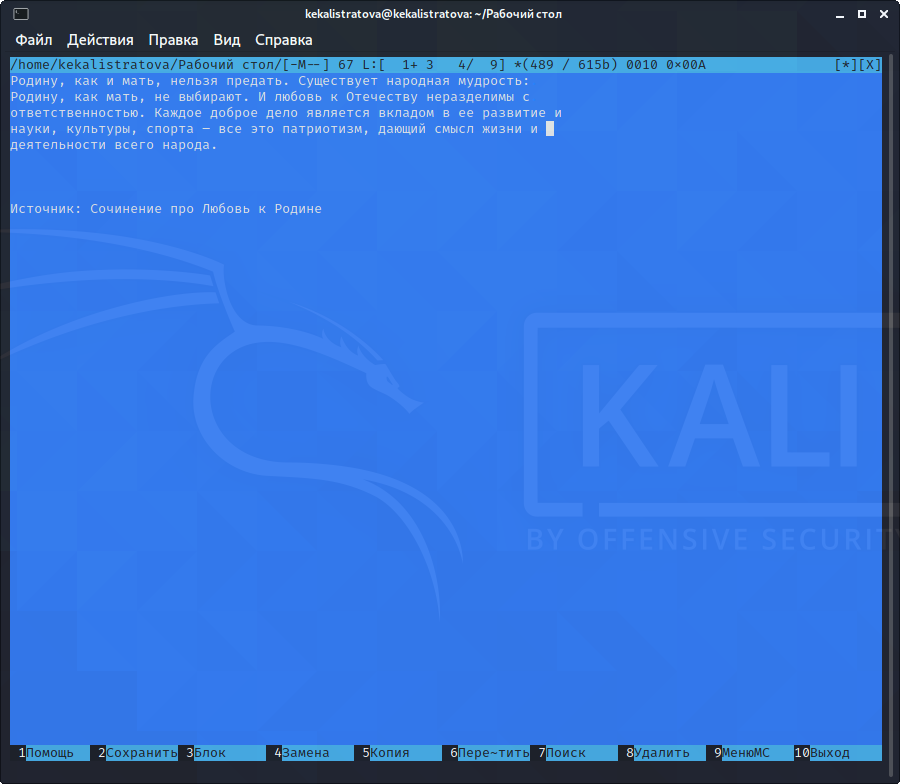 kekalistratova@kekalistratova: ~/Рабочий стол
Файл Действия Правка Вид Справка
/home/kekalistratova/Рабочий стол/[-M--] 67 L:[  1+ 3   4/  9] *(489 / 615b) 0010 0x00A [*][X]
Родину, как и мать, нельзя предать. Существует народная мудрость:
Родину, как мать, не выбирают. И любовь к Отечеству неразделимы с
ответственностью. Каждое доброе дело является вкладом в ее развитие и
науки, культуры, спорта — все это патриотизм, дающий смысл жизни и
деятельности всего народа.
Источник: Сочинение про Любовь к Родине
KALI
BY OFFENSIVE SECURIT
1Помощь 2Сохранить 3Блок 4Замена 5Копия 6Пере~тить 7Поиск 8Удалить 9МенюMC 10Выход